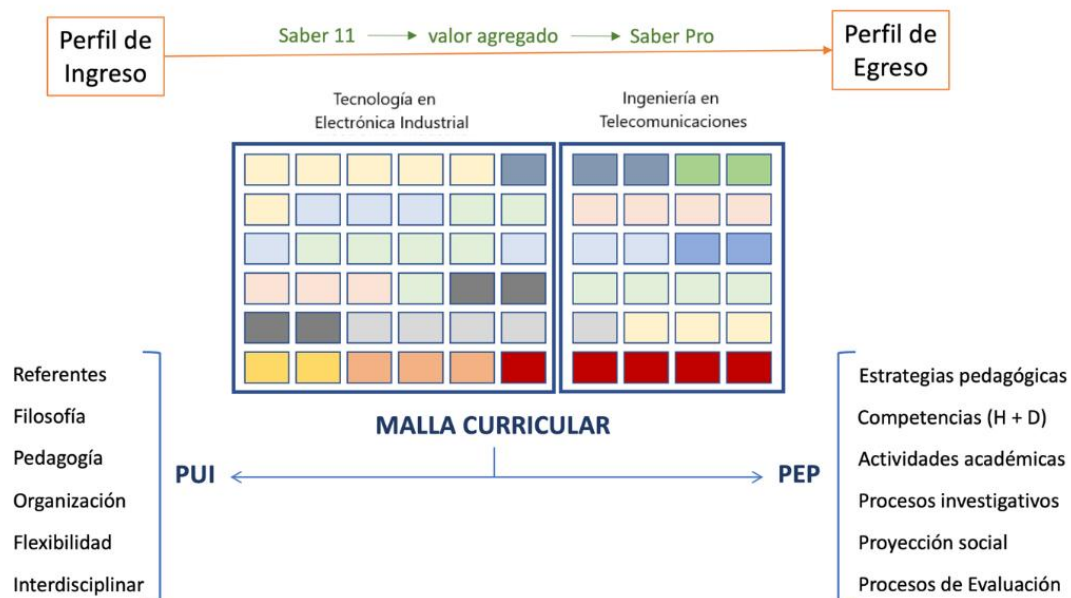 Perfil de
Ingreso
Saber 11
valor agregado
Saber Pro
Perfil de
Egreso
Tecnología en
Electrónica Industrial
Ingeniería en
Telecomunicaciones
MALLA CURRICULAR
PUI
PEP
Referentes
Filosofía
Pedagogía
Organización
Flexibilidad
Interdisciplinar
Estrategias pedagógicas
Competencias (H + D)
Actividades académicas
Procesos investigativos
Proyección social
Procesos de Evaluación